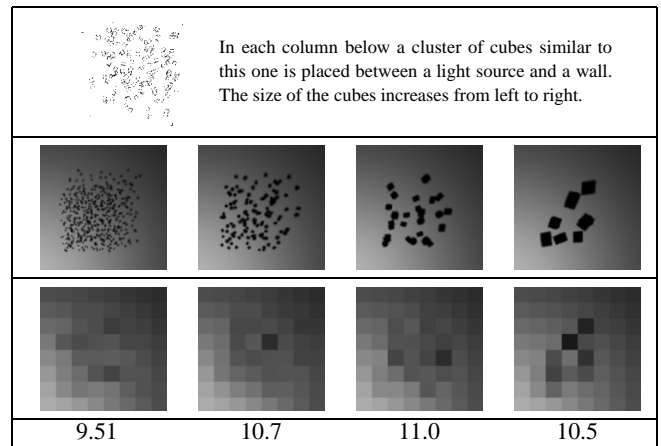 In each column below a cluster of cubes similar to
this one is placed between a light source and a wall.
The size of the cubes increases from left to right.
9.51 10.7 11.0 10.5